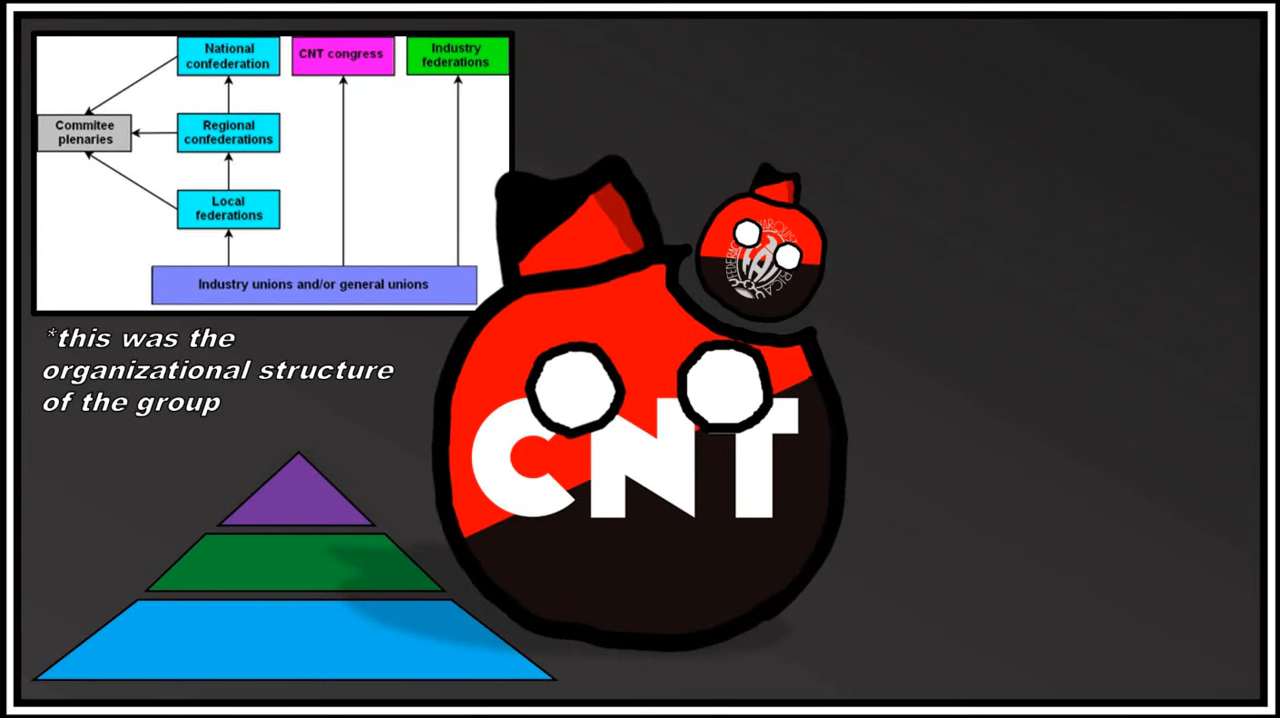 National
confederation
CNT congress
Industry
federations
Commitee
plenaries
Regional
confederations
Local
federations
Industry unions and/or general unions
*this was the
organizational structure
of the group
CNT
FAI